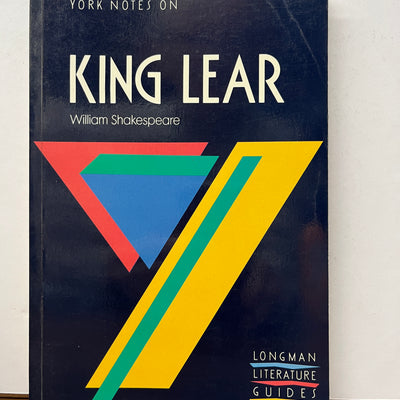 YORK NOTES ON
KING LEAR
William Shakespeare
LONGMAN
LITERATURE
GUIDES